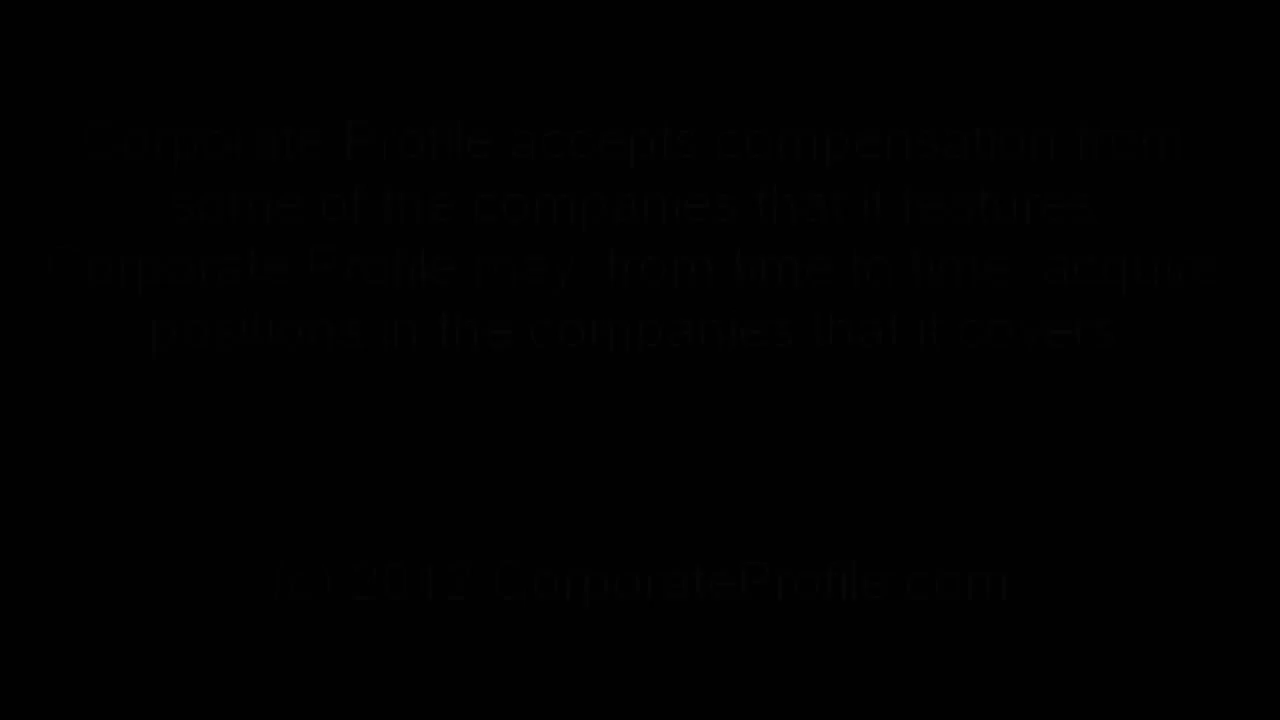 Corporate Profile accepts compensation from
some of the companies that it features.
Corporate Profile may, from time to time, acquire
positions in the companies that it covers.
(c) 2012 CorporateProfile.com